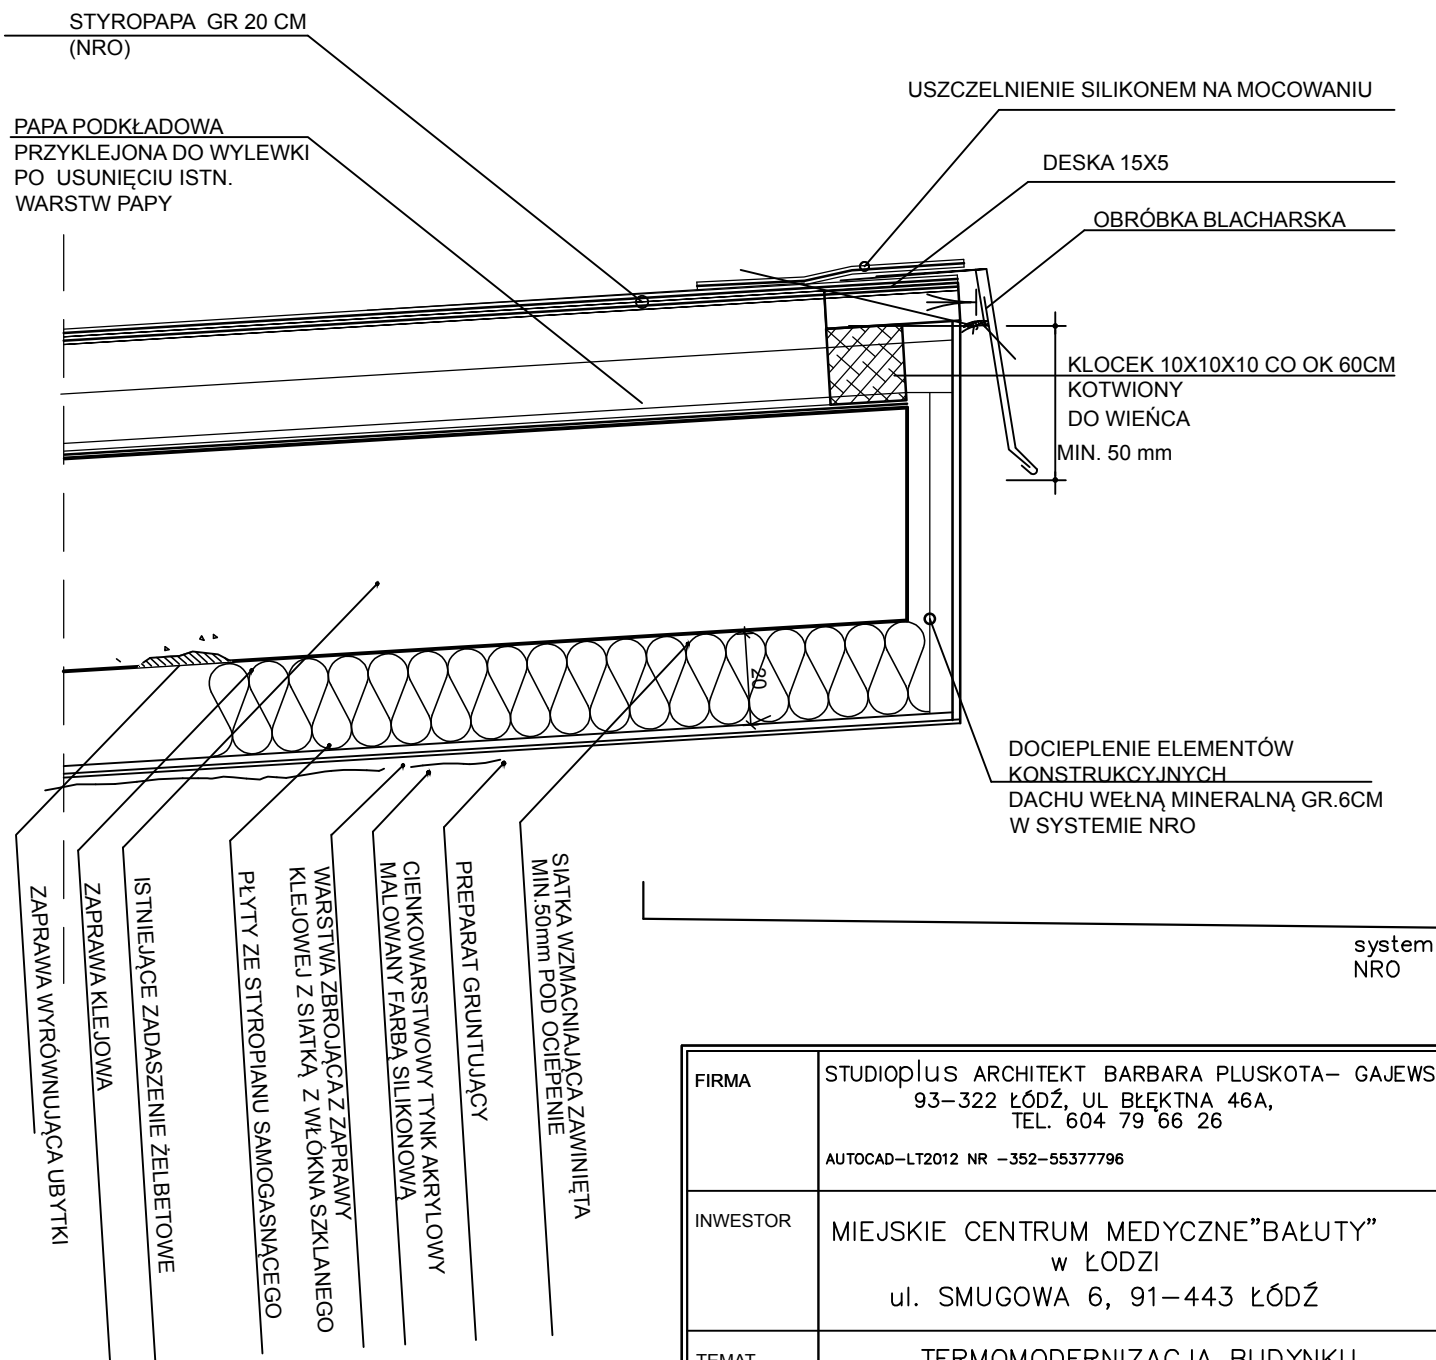 STYROPAPA GR 20 CM
(NRO)
PAPA PODKŁADOWA
PRZYKLEJONA DO WYLEWKI
PO USUNIĘCIU ISTN.
WARSTW PAPY
USZCZELNIENIE SILIKONEM NA MOCOWANIU
DESKA 15X5
OBRÓBKA BLACHARSKA
KLOCEK 10X10X10 CO OK 60CM
KOTWIONY
DO WIEŃCA
MIN. 50 mm
20
DOCIEPLENIE ELEMENTÓW
KONSTRUKCYJNYCH
DACHU WEŁNĄ MINERALNĄ GR.6CM
W SYSTEMIE NRO
ZAPRAWA WYRÓWNUJĄCA UBYTKI
ZAPRAWA KLEJOWA
ISTNIEJĄCE ZADASZENIE ŻELBETOWE
PŁYTY ZE STYROPIANU SAMOGASNĄCEGO
WARSTWA ZBROJĄCA Z ZAPRAWY
KLEJOWEJ Z SIATKĄ Z WŁÓKNA SZKLANEGO
CIENKOWARSTWOWY TYNK AKRYLOWY
MALOWANY FARBĄ SILIKONOWĄ
PREPARAT GRUNTUJĄCY
SIATKA WZMACNIAJĄCA ZAWINIĘTA
MIN.50mm POD OCIEPENIE
system
NRO
FIRMA
STUDIOplus ARCHITEKT BARBARA PLUSKOTA- GAJEWS
93-322 ŁÓDŹ, UL BŁĘKTNA 46A,
TEL. 604 79 66 26
AUTOCAD-LT2012 NR -352-55377796
INWESTOR
MIEJSKIE CENTRUM MEDYCZNE"BAŁUTY"
w ŁODZI
ul. SMUGOWA 6, 91-443 ŁÓDŹ
TEMAT
TERMOMODERNIZACJA BUDYNKU